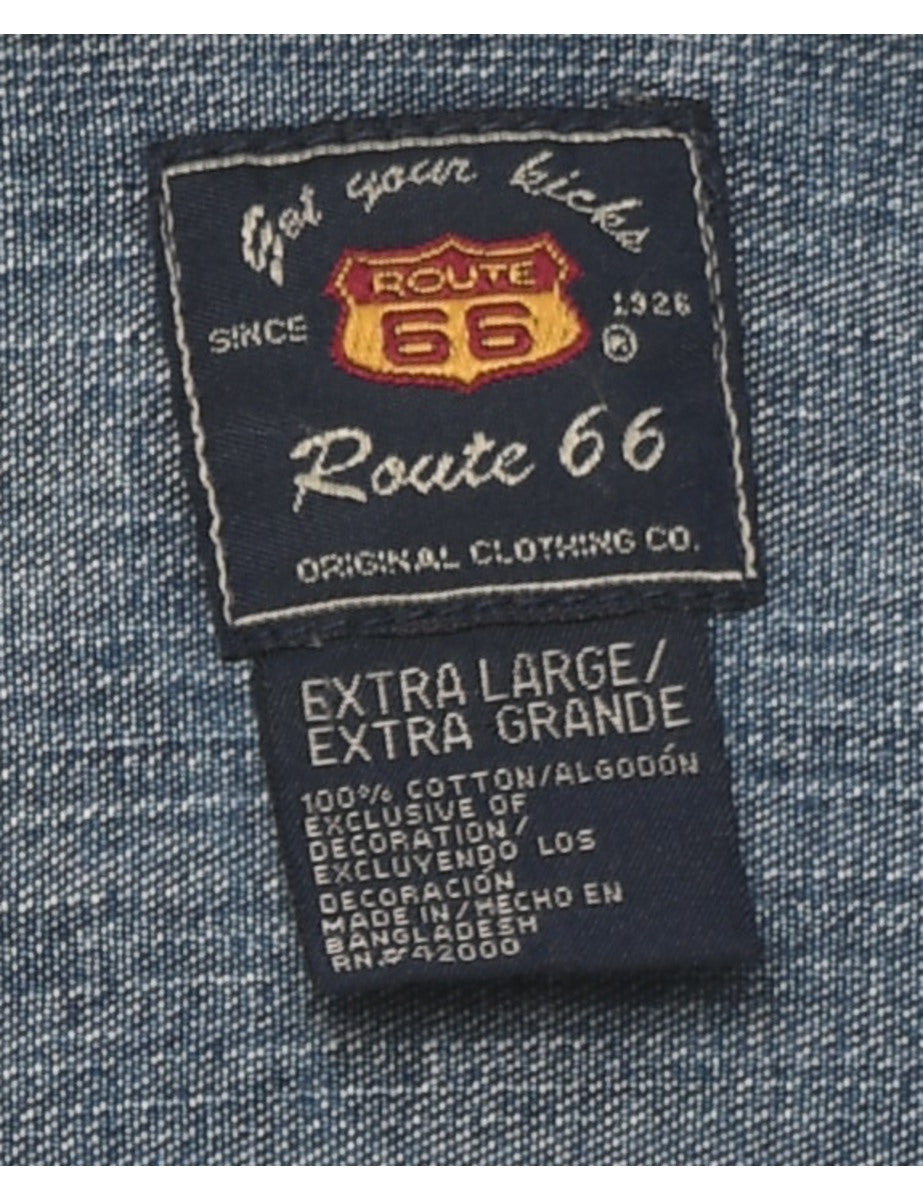 Get your kicks
ROUTE
66
SINCE 1926
®
Route 66
ORIGINAL CLOTHING CO.
EXTRA LARGE/
EXTRA GRANDE
100% COTTON/ALGODÓN
EXCLUSIVE OF
DECORATION/
EXCLUYENDO LOS
DECORACIÓN
MADE IN/HECHO EN
BANGLADESH
RN.# 42000